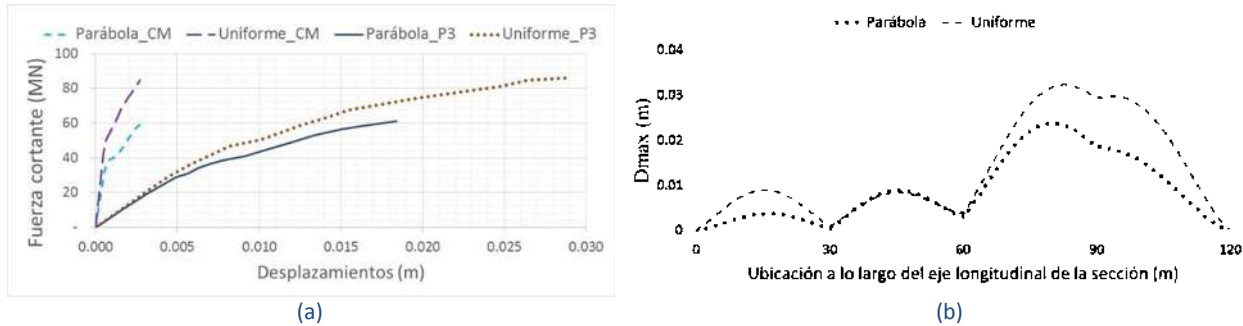 Parábola_CM Uniforme_CM Parábola_P3 Uniforme_P3
Fuerza cortante (MN)
100
80
60
40
20
-
0.000 0.005 0.010 0.015 0.020 0.025 0.030
Desplazamientos (m)
(a)
Parábola Uniforme
Dmax (m)
0.04
0.03
0.02
0.01
0
0 30 60 90 120
Ubicación a lo largo del eje longitudinal de la sección (m)
(b)